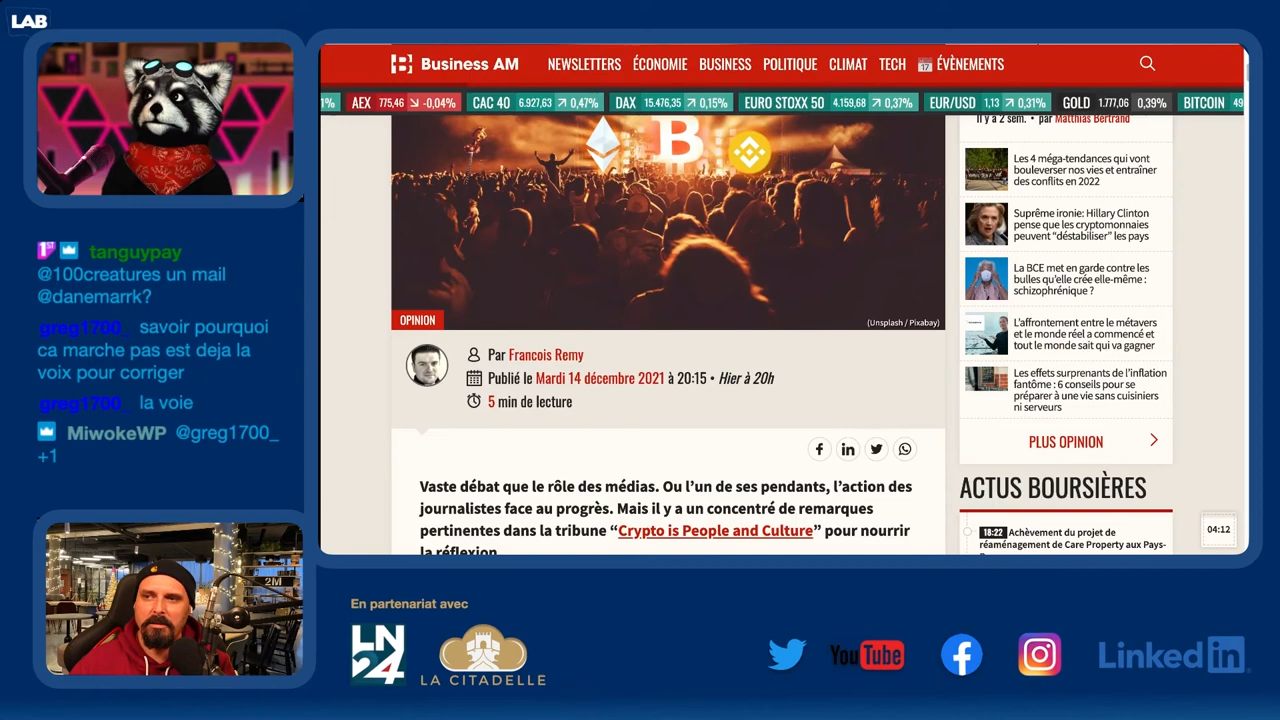 LAB
Business AM
NEWSLETTERS ÉCONOMIE BUSINESS POLITIQUE CLIMAT TECH 17 ÉVÈNEMENTS
1% AEX 775,46 ↘ -0,04% CAC 40 6.927,63 ↗ 0,47% DAX 15.476,35 ↗ 0,15% EURO STOXX 50 4.159,68 ↗ 0,37% EUR/USD 1,13 ↗ 0,31% GOLD 1.777,06 0,39% BITCOIN 49
OPINION
(Unsplash / Pixabay)
Par Francois Remy
Publié le Mardi 14 décembre 2021 à 20:15 • Hier à 20h
5 min de lecture
Vaste débat que le rôle des médias. Ou l’un de ses pendants, l’action des
journalistes face au progrès. Mais il y a un concentré de remarques
pertinentes dans la tribune “Crypto is People and Culture” pour nourrir
la réflexion
Il y a 2 sem. • par Matthias Bertrand
Les 4 méga-tendances qui vont
bouleverser nos vies et entraîner
des conflits en 2022
Suprême ironie: Hillary Clinton
pense que les cryptomonnaies
peuvent “déstabiliser” les pays
La BCE met en garde contre les
bulles qu’elle crée elle-même :
schizophrénique ?
L’affrontement entre le métavers
et le monde réel a commencé et
tout le monde sait qui va gagner
Les effets surprenants de l’inflation
fantôme : 6 conseils pour se
préparer à une vie sans cuisiniers
ni serveurs
PLUS OPINION
ACTUS BOURSIÈRES
18:22 Achèvement du projet de
réaménagement de Care Property aux Pays-
04:12
1st tanguypay
@100creatures un mail
@danemarrk?
greg1700_ savoir pourquoi
ca marche pas est deja la
voix pour corriger
greg1700_ la voie
MiwokeWP @greg1700_
+1
2M
En partenariat avec
LN
24
LA CITADELLE
YouTube
Linked in